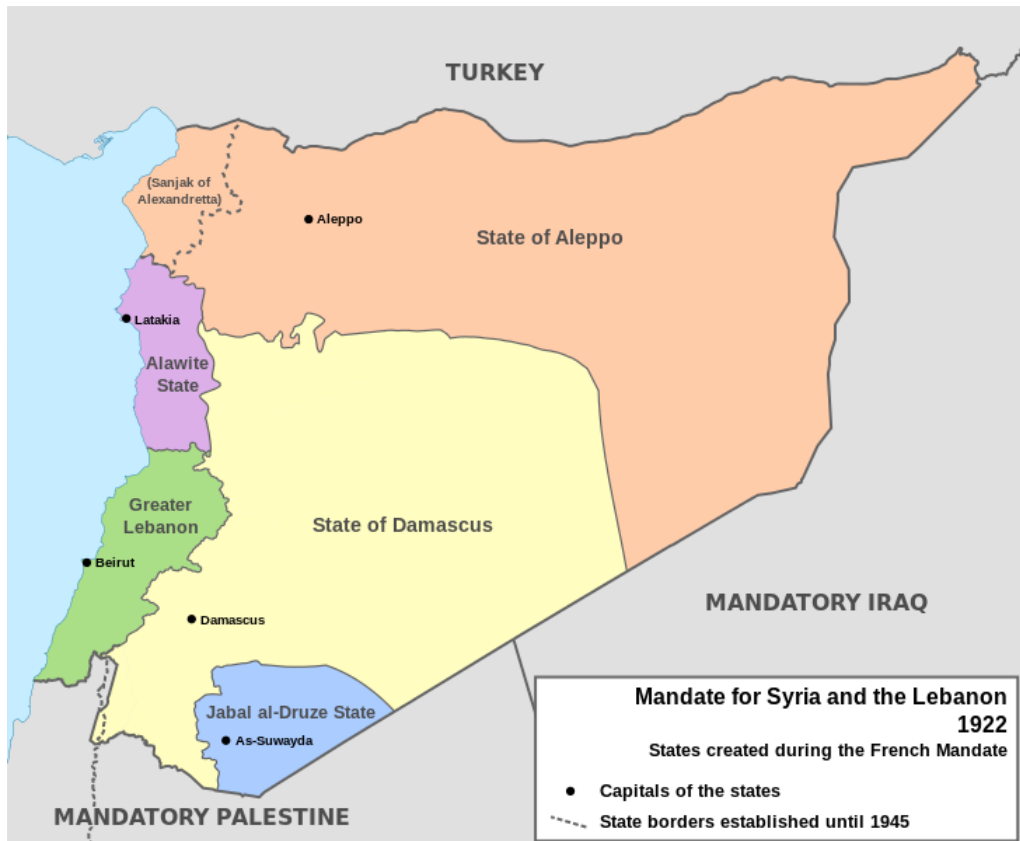 TURKEY
(Sanjak of
Alexandretta)
Aleppo
State of Aleppo
Latakia
Alawite
State
Greater
Lebanon
State of Damascus
Beirut
MANDATORY IRAQ
Damascus
Jabal al-Druze State
As-Suwayda
MANDATORY PALESTINE
Mandate for Syria and the Lebanon
1922
States created during the French Mandate
Capitals of the states
State borders established until 1945